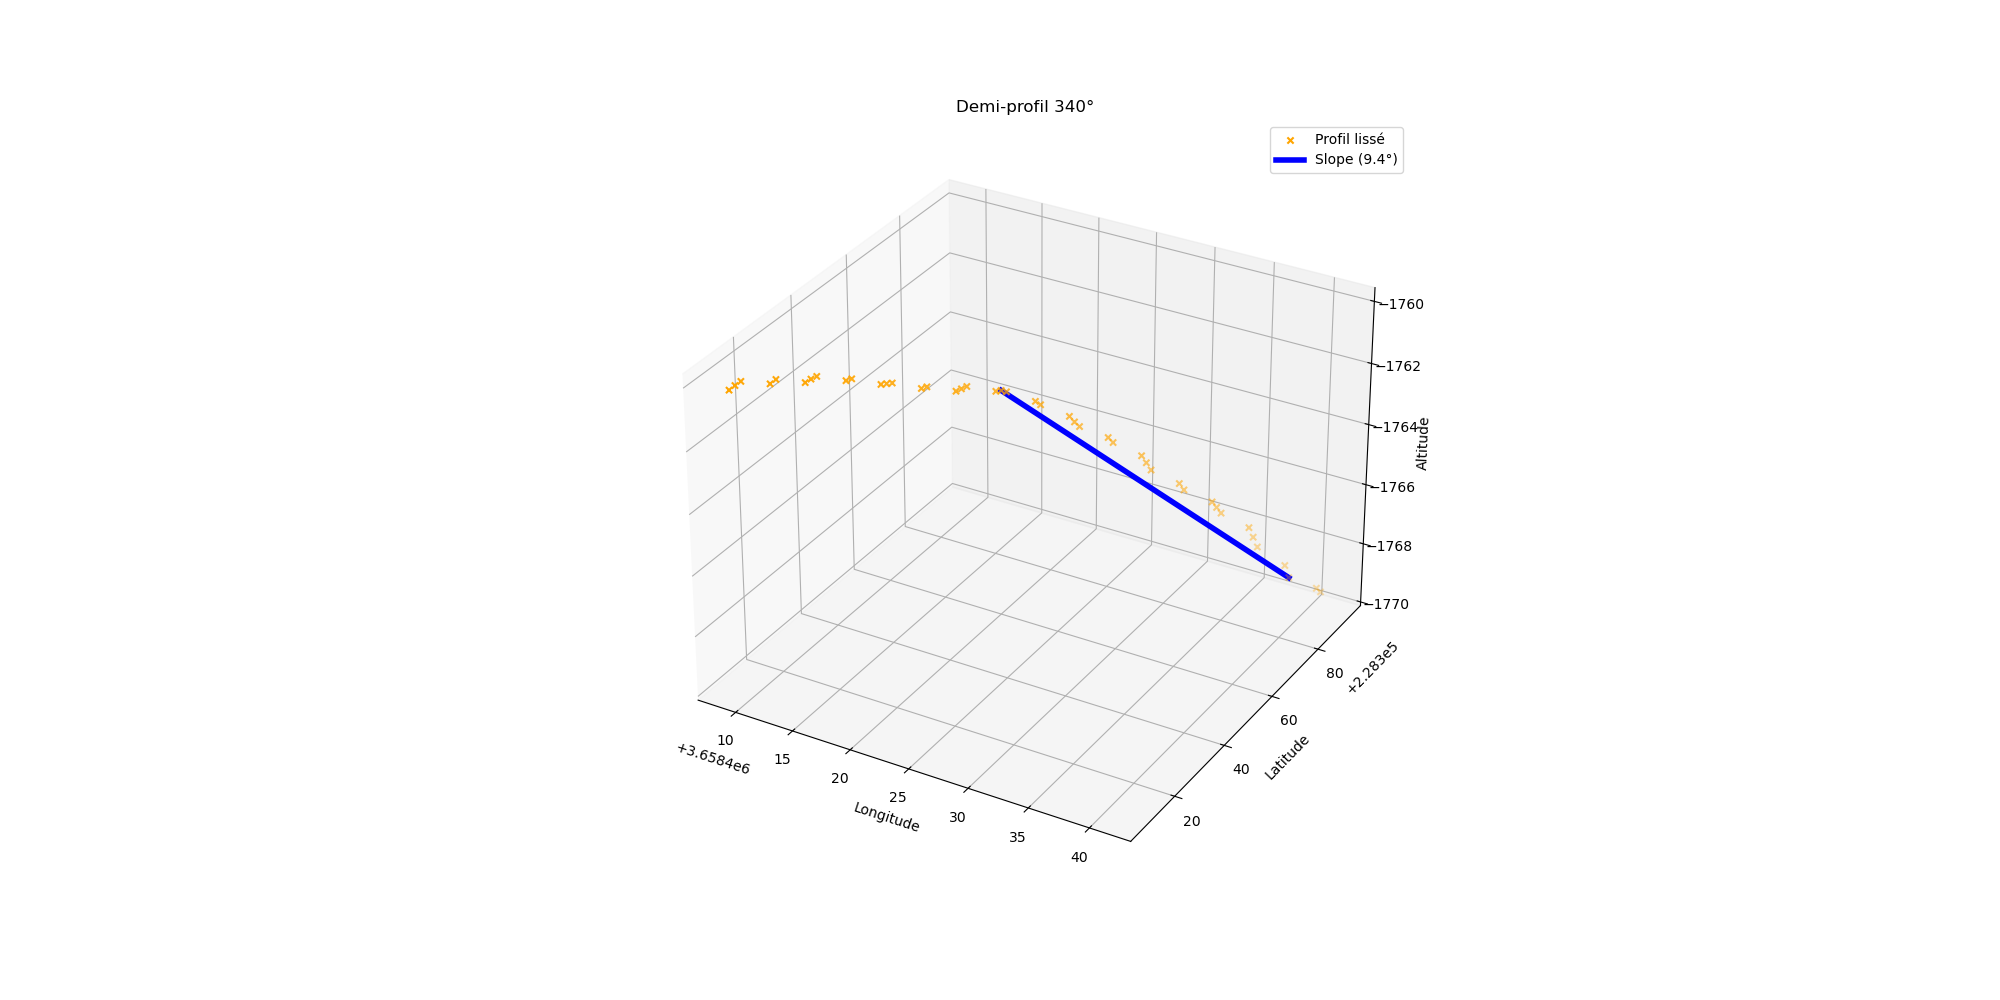 Demi-profil 340°
Profil lissé
Slope (9.4°)
−1760
−1762
−1764
−1766
−1768
−1770
Altitude
+2.283e5
80
60
40
20
Latitude
10
15
20
25
30
35
40
+3.6584e6
Longitude